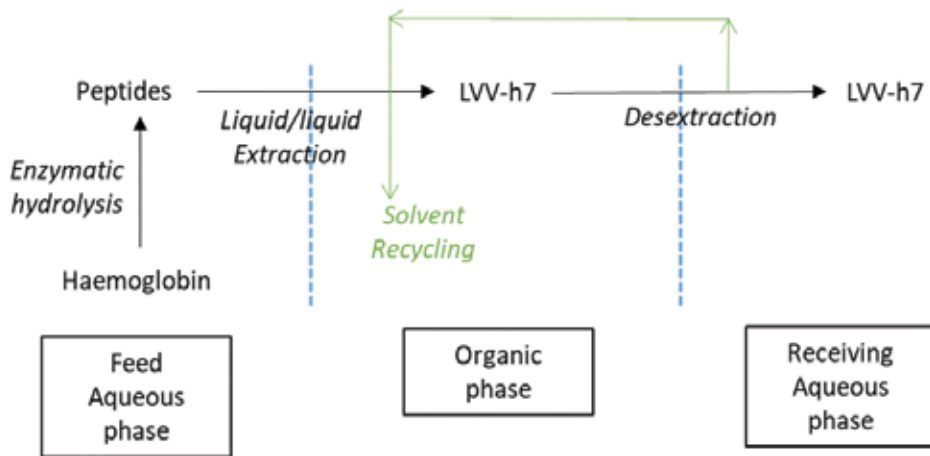 Peptides
LVV-h7
LVV-h7
Liquid/liquid
Extraction
Desextraction
Enzymatic
hydrolysis
Solvent
Recycling
Haemoglobin
Feed
Aqueous
phase
Organic
phase
Receiving
Aqueous
phase